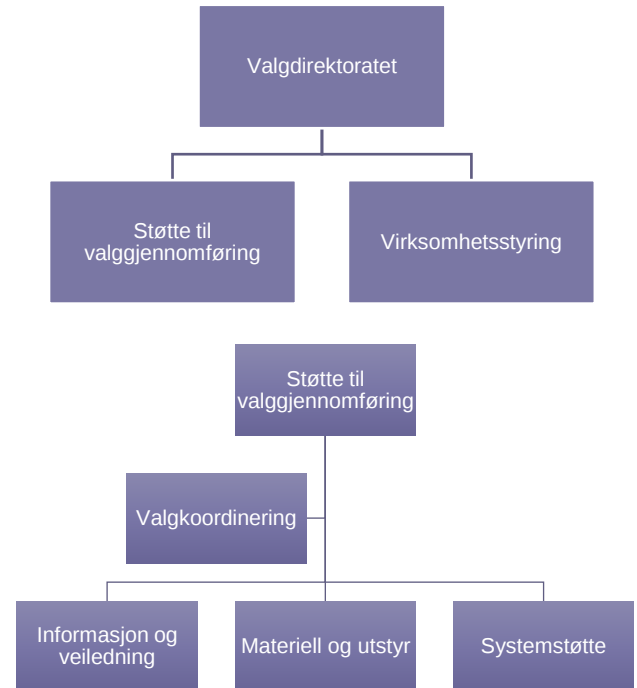 Valgdirektoratet
Støtte til
valggjennomføring
Virksomhetsstyring
Støtte til
valggjennomføring
Valgkoordinering
Informasjon og
veiledning
Materiell og utstyr
Systemstøtte